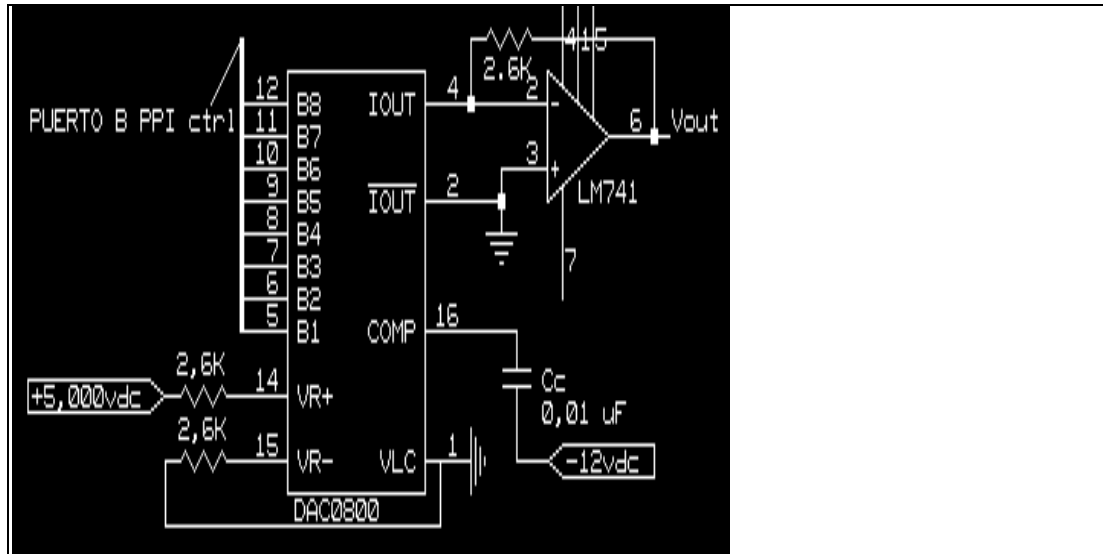 415
2.6K
12 B8 IOUT 4 2 -
PUERTO B PPI ctrl 11 B7 6 Vout
10 B6 3 +
9 B5 IOUT 2 LM741
8 B4
7 B3 7
6 B2
5 B1 COMP 16
2,6K Cc
+5,000vdc 14 VR+ 0,01 uF
2,6K
15 VR- VLC 1 -12vdc
DAC0800